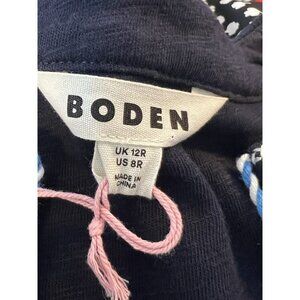 BODEN
UK 12R
US 8R
MADE IN
CHINA